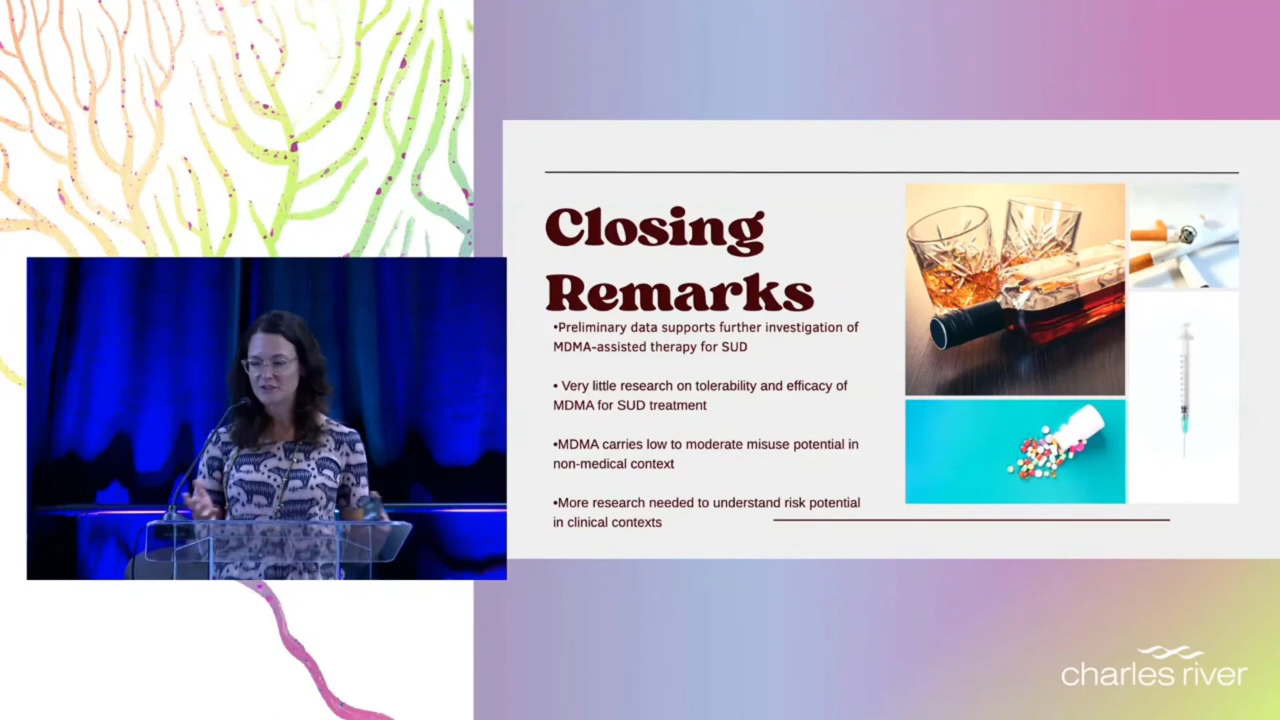 Closing
Remarks
•Preliminary data supports further investigation of
MDMA-assisted therapy for SUD
• Very little research on tolerability and efficacy of
MDMA for SUD treatment
•MDMA carries low to moderate misuse potential in
non-medical context
•More research needed to understand risk potential
in clinical contexts
charles river